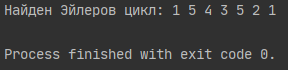 Найден Эйлеров цикл: 1 5 4 3 5 2 1
Process finished with exit code 0.